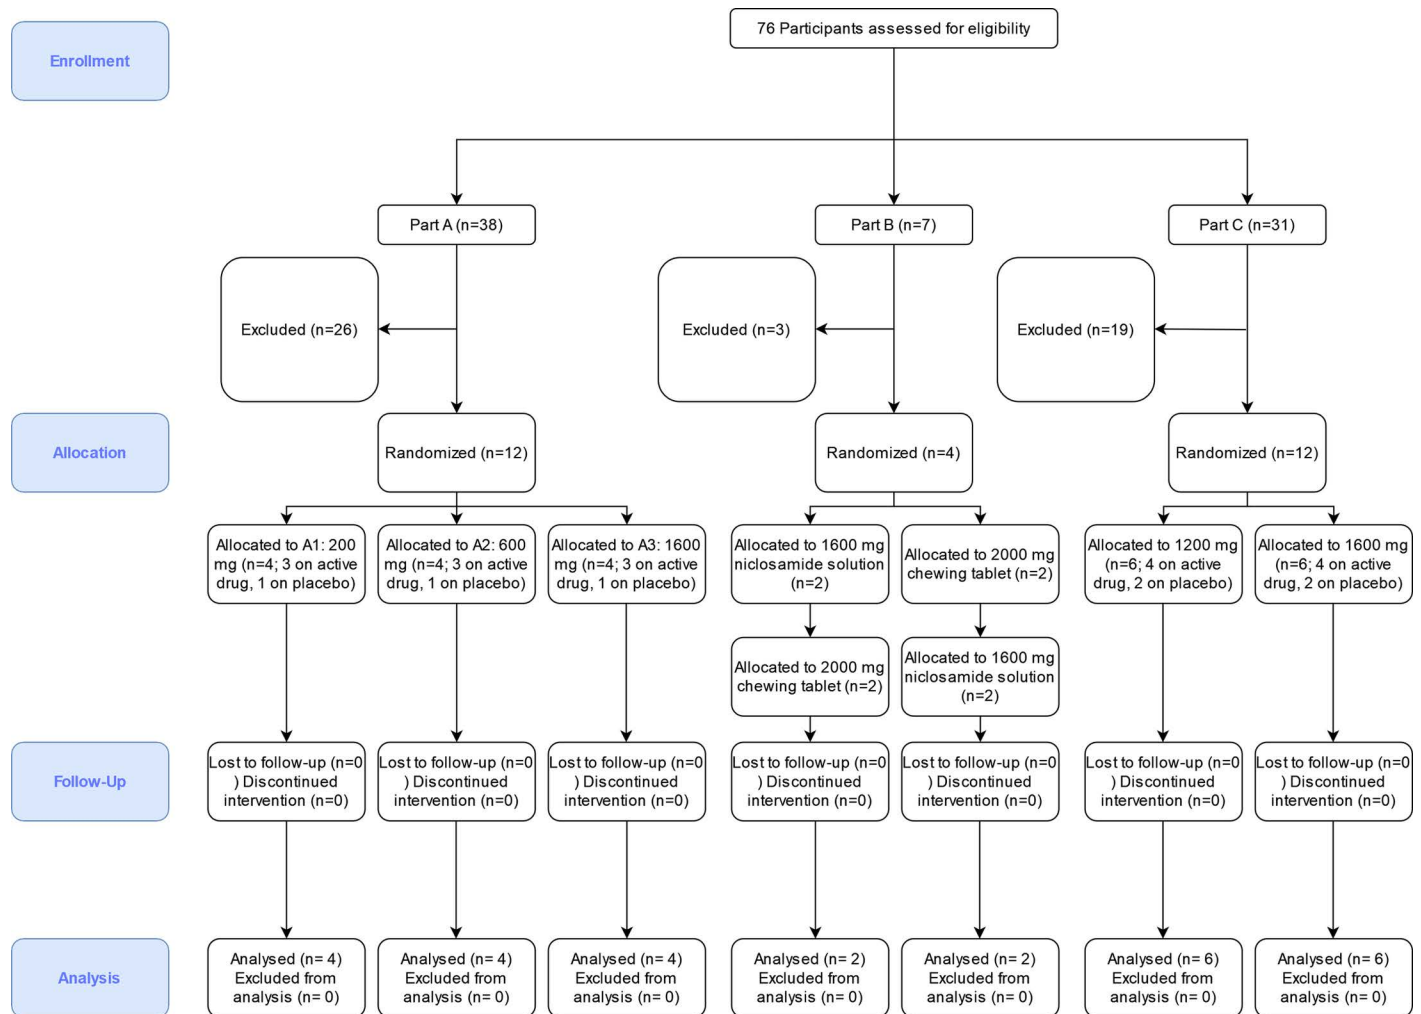 Enrollment
76 Participants assessed for eligibility
Part A (n=38)
Part B (n=7)
Part C (n=31)
Excluded (n=26)
Excluded (n=3)
Excluded (n=19)
Allocation
Randomized (n=12)
Randomized (n=4)
Randomized (n=12)
Allocated to A1: 200
mg (n=4; 3 on active
drug, 1 on placebo)
Allocated to A2: 600
mg (n=4; 3 on active
drug, 1 on placebo)
Allocated to A3: 1600
mg (n=4; 3 on active
drug, 1 on placebo)
Allocated to 1600 mg
niclosamide solution
(n=2)
Allocated to 2000 mg
chewing tablet (n=2)
Allocated to 1200 mg
(n=6; 4 on active
drug, 2 on placebo)
Allocated to 1600 mg
(n=6; 4 on active
drug, 2 on placebo)
Allocated to 2000 mg
chewing tablet (n=2)
Allocated to 1600 mg
niclosamide solution
(n=2)
Follow-Up
Lost to follow-up (n=0
) Discontinued
intervention (n=0)
Lost to follow-up (n=0
) Discontinued
intervention (n=0)
Lost to follow-up (n=0
) Discontinued
intervention (n=0)
Lost to follow-up (n=0
) Discontinued
intervention (n=0)
Lost to follow-up (n=0
) Discontinued
intervention (n=0)
Lost to follow-up (n=0
) Discontinued
intervention (n=0)
Lost to follow-up (n=0
) Discontinued
intervention (n=0)
Analysis
Analysed (n= 4)
Excluded from
analysis (n= 0)
Analysed (n= 4)
Excluded from
analysis (n= 0)
Analysed (n= 4)
Excluded from
analysis (n= 0)
Analysed (n= 2)
Excluded from
analysis (n= 0)
Analysed (n= 2)
Excluded from
analysis (n= 0)
Analysed (n= 6)
Excluded from
analysis (n= 0)
Analysed (n= 6)
Excluded from
analysis (n= 0)